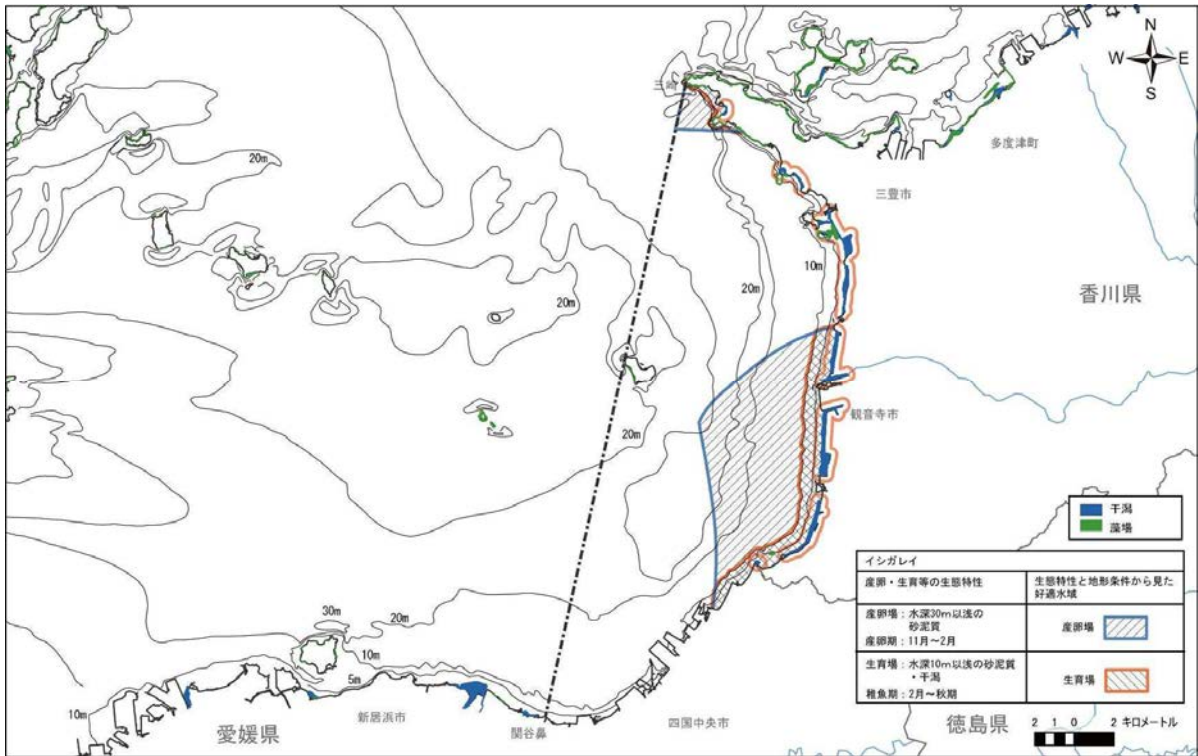 N
W E
S
三崎
多度津町
20m
三豊市
10m
20m
香川県
20m
20m
観音寺市
干潟
藻場
イシガレイ
産卵・生育等の生態特性
生態特性と地形条件から見た
好適水域
産卵場:水深30m以浅の
砂泥質
産卵期:11月~2月
産卵場
生育場:水深10m以浅の砂泥質
・干潟
稚魚期:2月~秋期
生育場
30m
20m
10m
5m
10m
新居浜市
関谷鼻
四国中央市
愛媛県
徳島県
2 1 0 2 キロメートル